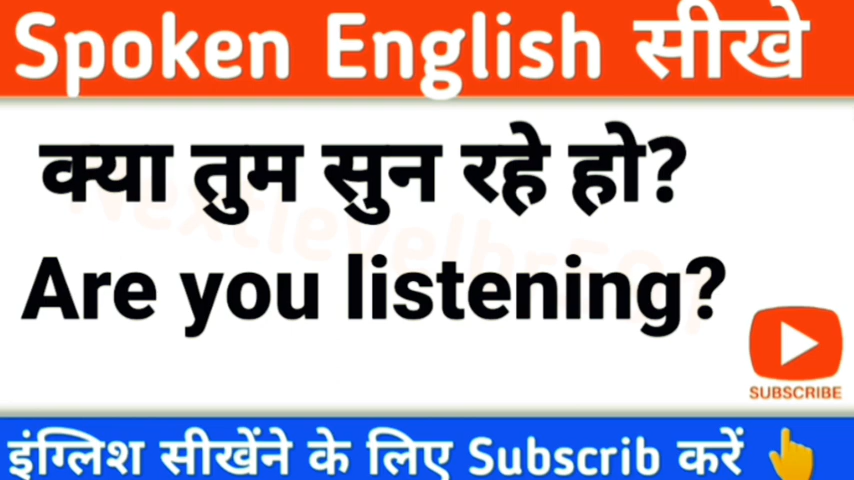 Spoken English सीखे
क्या तुम सुन रहे हो?
Are you listening?
SUBSCRIBE
इंग्लिश सीखेंने के लिए Subscrib करें